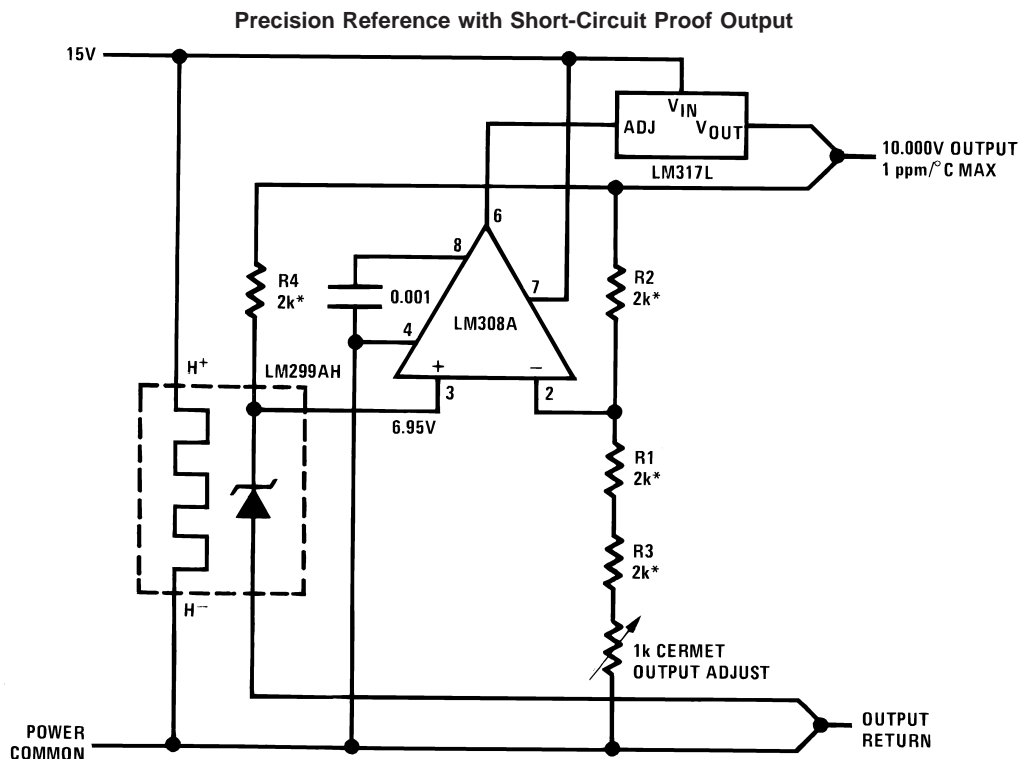 Precision Reference with Short-Circuit Proof Output
15V
VIN
ADJ
VOUT
LM317L
10.000V OUTPUT
1 ppm/°C MAX
6
8
R4
2k*
0.001
7
R2
2k*
4
LM308A
H+
LM299AH
+
−
3
2
6.95V
R1
2k*
R3
2k*
H−
1k CERMET
OUTPUT ADJUST
POWER
COMMON
OUTPUT
RETURN